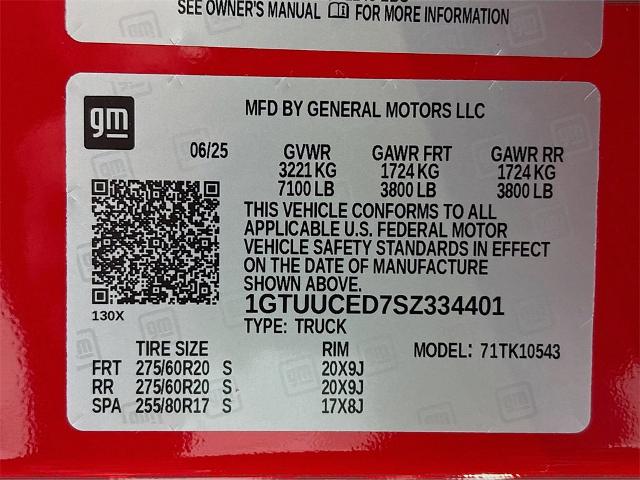 SEE OWNER'S MANUAL FOR MORE INFORMATION
gm
MFD BY GENERAL MOTORS LLC
06/25 GVWR GAWR FRT GAWR RR
3221 KG 1724 KG 1724 KG
7100 LB 3800 LB 3800 LB
THIS VEHICLE CONFORMS TO ALL
APPLICABLE U.S. FEDERAL MOTOR
VEHICLE SAFETY STANDARDS IN EFFECT
ON THE DATE OF MANUFACTURE
SHOWN ABOVE.
130X
1GTUUCED7SZ334401
TYPE: TRUCK
TIRE SIZE RIM MODEL: 71TK10543
FRT 275/60R20 S 20X9J
RR 275/60R20 S 20X9J
SPA 255/80R17 S 17X8J